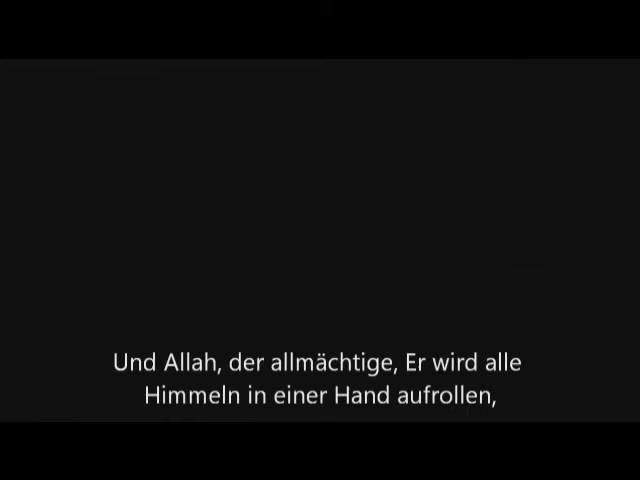 Und Allah, der allmächtige, Er wird alle
Himmeln in einer Hand aufrollen,